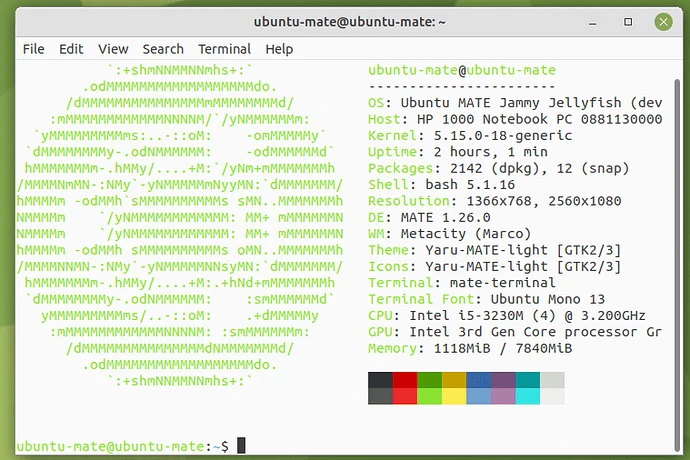 ubuntu-mate@ubuntu-mate: ~
File Edit View Search Terminal Help
ubuntu-mate@ubuntu-mate
-----------------------
OS: Ubuntu MATE Jammy Jellyfish (dev
Host: HP 1000 Notebook PC 0881130000
Kernel: 5.15.0-18-generic
Uptime: 2 hours, 1 min
Packages: 2142 (dpkg), 12 (snap)
Shell: bash 5.1.16
Resolution: 1366x768, 2560x1080
DE: MATE 1.26.0
WM: Metacity (Marco)
Theme: Yaru-MATE-light [GTK2/3]
Icons: Yaru-MATE-light [GTK2/3]
Terminal: mate-terminal
Terminal Font: Ubuntu Mono 13
CPU: Intel i5-3230M (4) @ 3.200GHz
GPU: Intel 3rd Gen Core processor Gr
Memory: 1118MiB / 7840MiB
ubuntu-mate@ubuntu-mate:~$